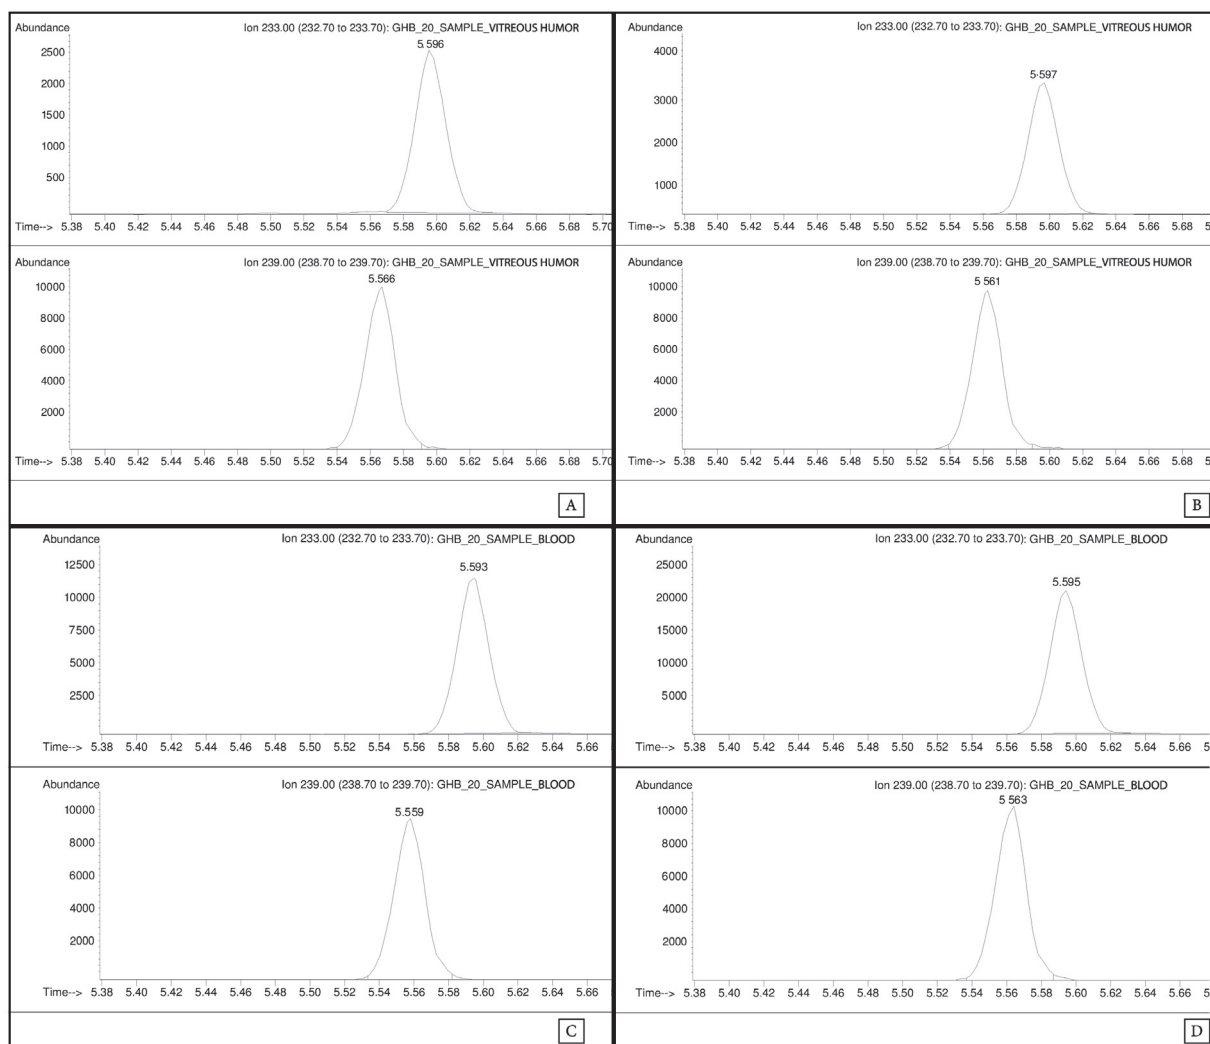 Abundance
Ion 233.00 (232.70 to 233.70): GHB_20_SAMPLE_VITREOUS HUMOR
5.596
2500
2000
1500
1000
500
Time--> 5.38 5.40 5.42 5.44 5.46 5.48 5.50 5.52 5.54 5.56 5.58 5.60 5.62 5.66 5.68 5.70
Abundance
Ion 239.00 (238.70 to 239.70): GHB_20_SAMPLE_VITREOUS HUMOR
5.566
10000
8000
6000
4000
2000
Time--> 5.38 5.40 5.42 5.44 5.46 5.48 5.50 5.52 5.54 5.56 5.58 5.60 5.62 5.66 5.68 5.70
A
Abundance
Ion 233.00 (232.70 to 233.70): GHB_20_SAMPLE_VITREOUS HUMOR
5·597
4000
3000
2000
1000
Time--> 5.38 5.40 5.42 5.44 5.46 5.48 5.50 5.52 5.54 5.56 5.58 5.60 5.62 5.64 5.66 5.68 5
Abundance
Ion 239.00 (238.70 to 239.70): GHB_20_SAMPLE_VITREOUS HUMOR
5 561
10000
8000
6000
4000
2000
Time--> 5.38 5.40 5.42 5.44 5.46 5.48 5.50 5.52 5.54 5.56 5.58 5.60 5.62 5.64 5.66 5.68 5.
B
Abundance
Ion 233.00 (232.70 to 233.70): GHB_20_SAMPLE_BLOOD
5.593
12500
10000
7500
5000
2500
Time--> 5.38 5.40 5.42 5.44 5.46 5.48 5.50 5.52 5.54 5.56 5.58 5.60 5.62 5.64 5.66
Abundance
Ion 239.00 (238.70 to 239.70): GHB_20_SAMPLE_BLOOD
5.559
10000
8000
6000
4000
2000
Time--> 5.38 5.40 5.42 5.44 5.46 5.48 5.50 5.52 5.54 5.56 5.58 5.60 5.62 5.64 5.66
C
Abundance
Ion 233.00 (232.70 to 233.70): GHB_20_SAMPLE_BLOOD
5.595
25000
20000
15000
10000
5000
Time--> 5.38 5.40 5.42 5.44 5.46 5.48 5.50 5.52 5.54 5.56 5.58 5.60 5.62 5.64 5.66 5
Abundance
Ion 239.00 (238.70 to 239.70): GHB_20_SAMPLE_BLOOD
5 563
10000
8000
6000
4000
2000
Time--> 5.38 5.40 5.42 5.44 5.46 5.48 5.50 5.52 5.54 5.56 5.58 5.60 5.62 5.64 5.66 5
D